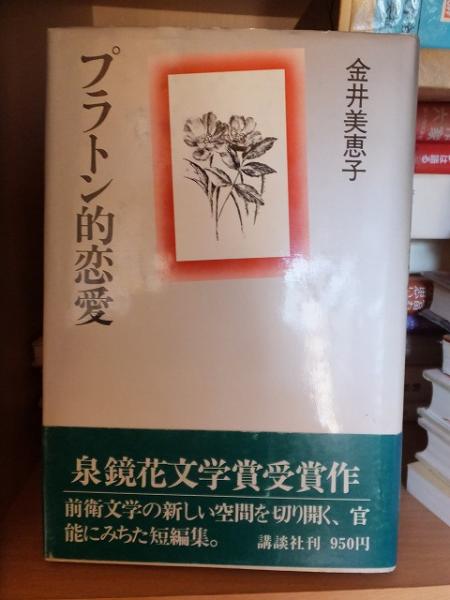 プラトン的恋愛
金井美恵子
泉鏡花文学賞受賞作
前衛文学の新しい空間を切り開く、官
能にみちた短編集。
講談社刊 950円